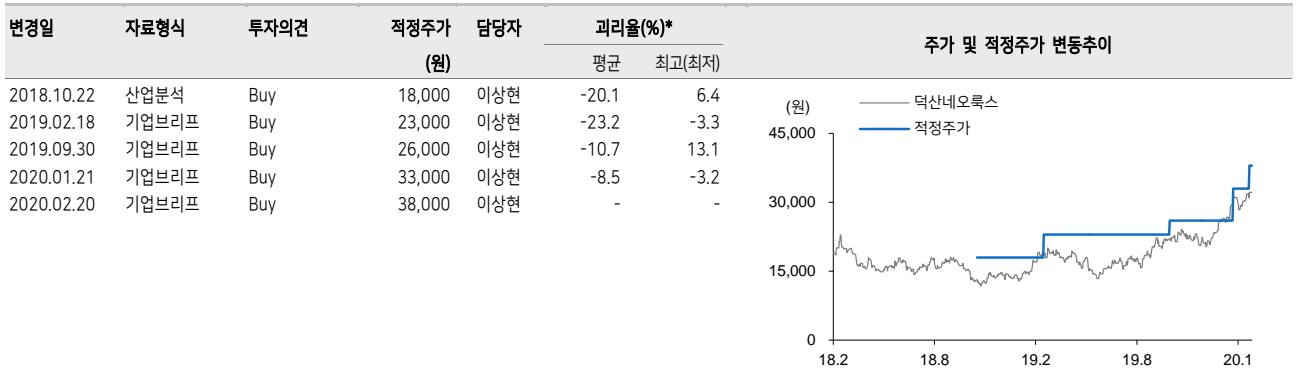 변경일 자료형식 투자의견 적정주가 담당자 괴리율(%)*
(원) 평균 최고(최저)
2018.10.22 산업분석 Buy 18,000 이상현 -20.1 6.4
2019.02.18 기업브리프 Buy 23,000 이상현 -23.2 -3.3
2019.09.30 기업브리프 Buy 26,000 이상현 -10.7 13.1
2020.01.21 기업브리프 Buy 33,000 이상현 -8.5 -3.2
2020.02.20 기업브리프 Buy 38,000 이상현 - -
주가 및 적정주가 변동추이
(원)
덕산네오룩스
적정주가
45,000
30,000
15,000
0
18.2 18.8 19.2 19.8 20.1